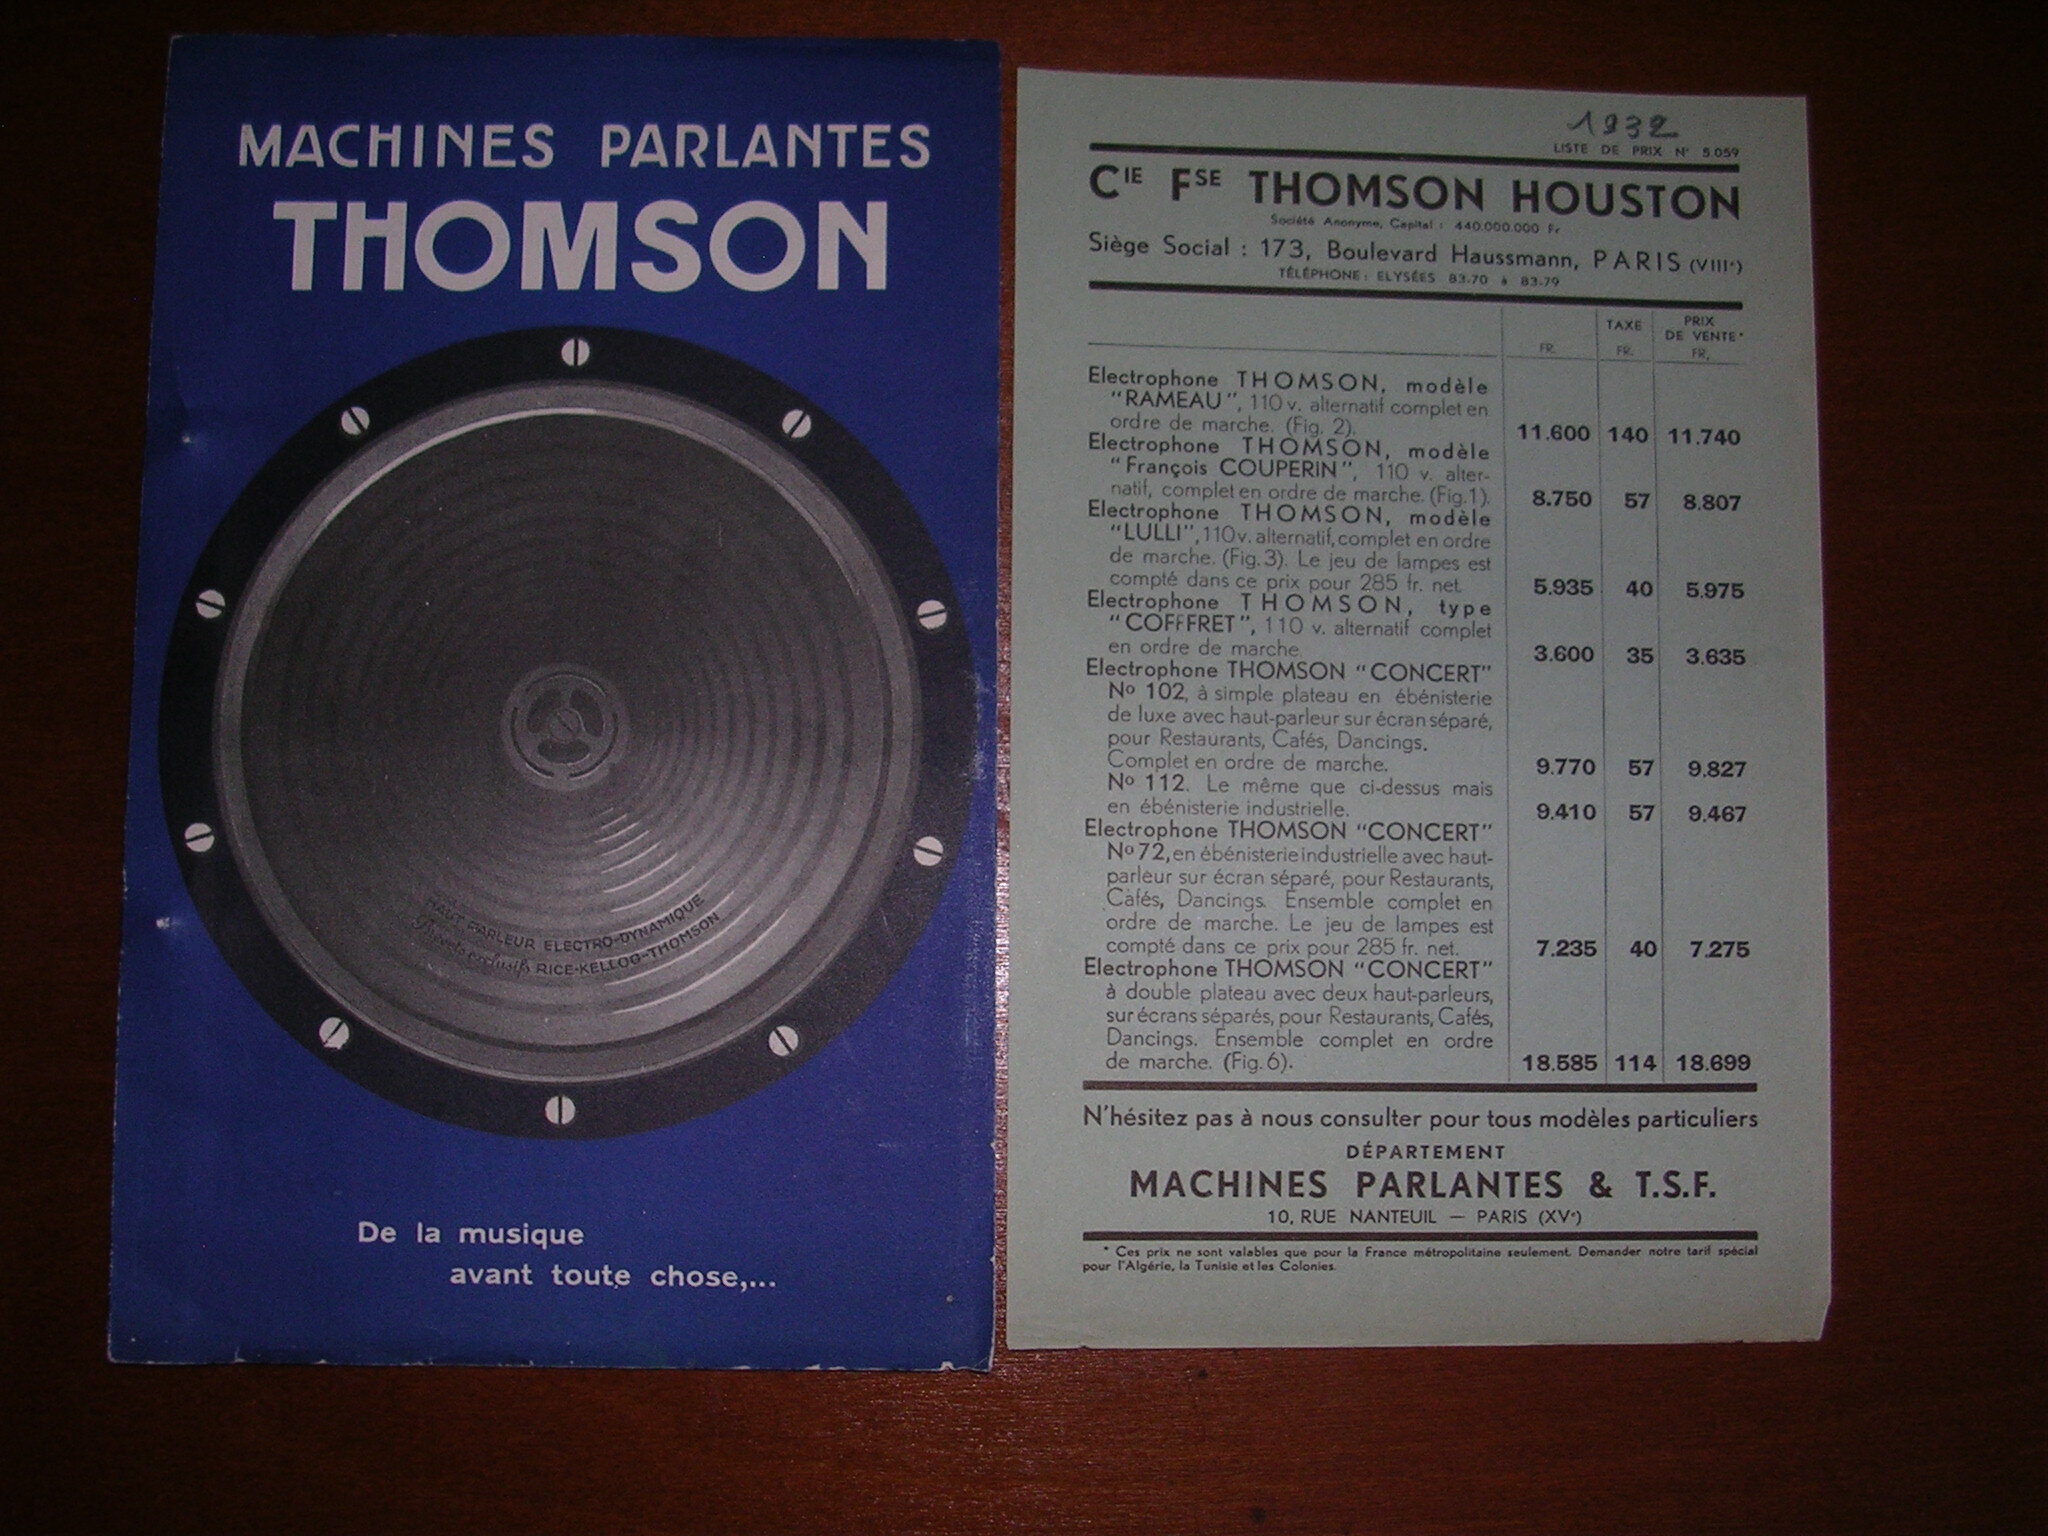 MACHINES PARLANTES
THOMSON
HAUT PARLEUR ELECTRO-DYNAMIQUE
Brevets exclusifs RICE-KELLOG-THOMSON
De la musique
avant toute chose,...
1932
LISTE DE PRIX N° 5.059
CIE FSE THOMSON HOUSTON
Société Anonyme, Capital : 440.000.000 Fr
Siège Social : 173, Boulevard Haussmann, PARIS (VIIIe)
TÉLÉPHONE : ELYSÉES 83-70 à 83-79
FR. TAXE FR. PRIX DE VENTE* FR.
Electrophone THOMSON, modèle
"RAMEAU", 110 v. alternatif complet en
ordre de marche. (Fig. 2). 11.600 140 11.740
Electrophone THOMSON, modèle
"François COUPERIN", 110 v. alter-
natif, complet en ordre de marche. (Fig.1). 8.750 57 8.807
Electrophone THOMSON, modèle
"LULLI", 110 v. alternatif, complet en ordre
de marche. (Fig. 3). Le jeu de lampes est
compté dans ce prix pour 285 fr. net. 5.935 40 5.975
Electrophone THOMSON, type
"COFFFRET", 110 v. alternatif complet
en ordre de marche. 3.600 35 3.635
Electrophone THOMSON "CONCERT"
No 102, à simple plateau en ébénisterie
de luxe avec haut-parleur sur écran séparé,
pour Restaurants, Cafés, Dancings.
Complet en ordre de marche. 9.770 57 9.827
No 112. Le même que ci-dessus mais
en ébénisterie industrielle. 9.410 57 9.467
Electrophone THOMSON "CONCERT"
No 72, en ébénisterie industrielle avec haut-
parleur sur écran séparé, pour Restaurants,
Cafés, Dancings. Ensemble complet en
ordre de marche. Le jeu de lampes est
compté dans ce prix pour 285 fr. net. 7.235 40 7.275
Electrophone THOMSON "CONCERT"
à double plateau avec deux haut-parleurs,
sur écrans séparés, pour Restaurants, Cafés,
Dancings. Ensemble complet en ordre
de marche. (Fig. 6). 18.585 114 18.699
N'hésitez pas à nous consulter pour tous modèles particuliers
DÉPARTEMENT
MACHINES PARLANTES & T.S.F.
10, RUE NANTEUIL — PARIS (XVe)
* Ces prix ne sont valables que pour la France métropolitaine seulement. Demander notre tarif spécial
pour l'Algérie, la Tunisie et les Colonies.